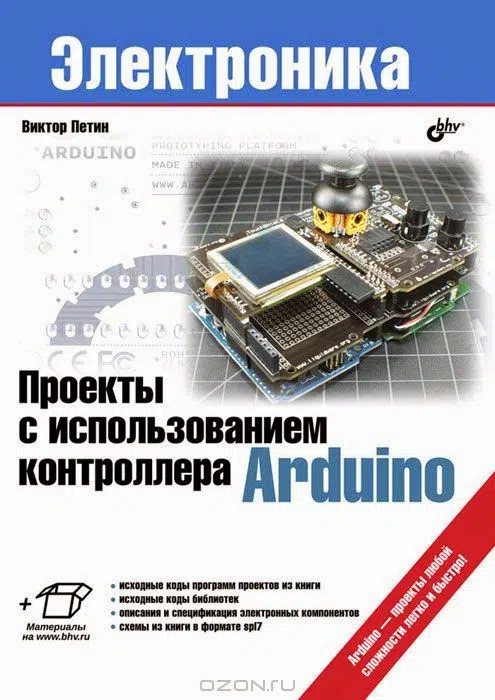 Электроника
Виктор Петин
bhv®
ARDUINO
PROTOTYPING PLATFORM
MADE IN
WWW.AR
Проекты
с использованием
контроллера Arduino
+
Материалы
на www.bhv.ru
• исходные коды программ проектов из книги
• исходные коды библиотек
• описания и спецификация электронных компонентов
• схемы из книги в формате spl7
Arduino — проекты любой
сложности легко и быстро!
OZON.RU